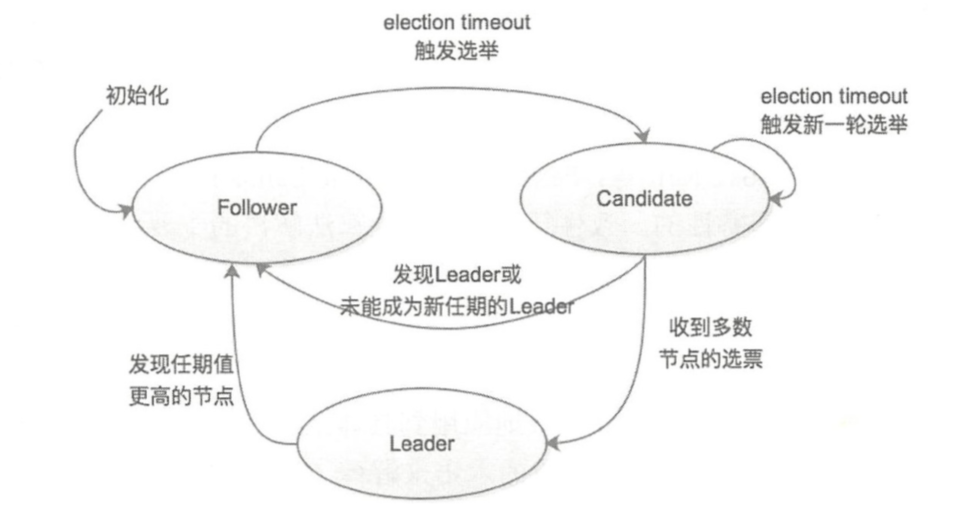 election timeout
触发选举
初始化
election timeout
触发新一轮选举
Follower
Candidate
发现Leader或
未能成为新任期的Leader
收到多数
节点的选票
发现任期值
更高的节点
Leader